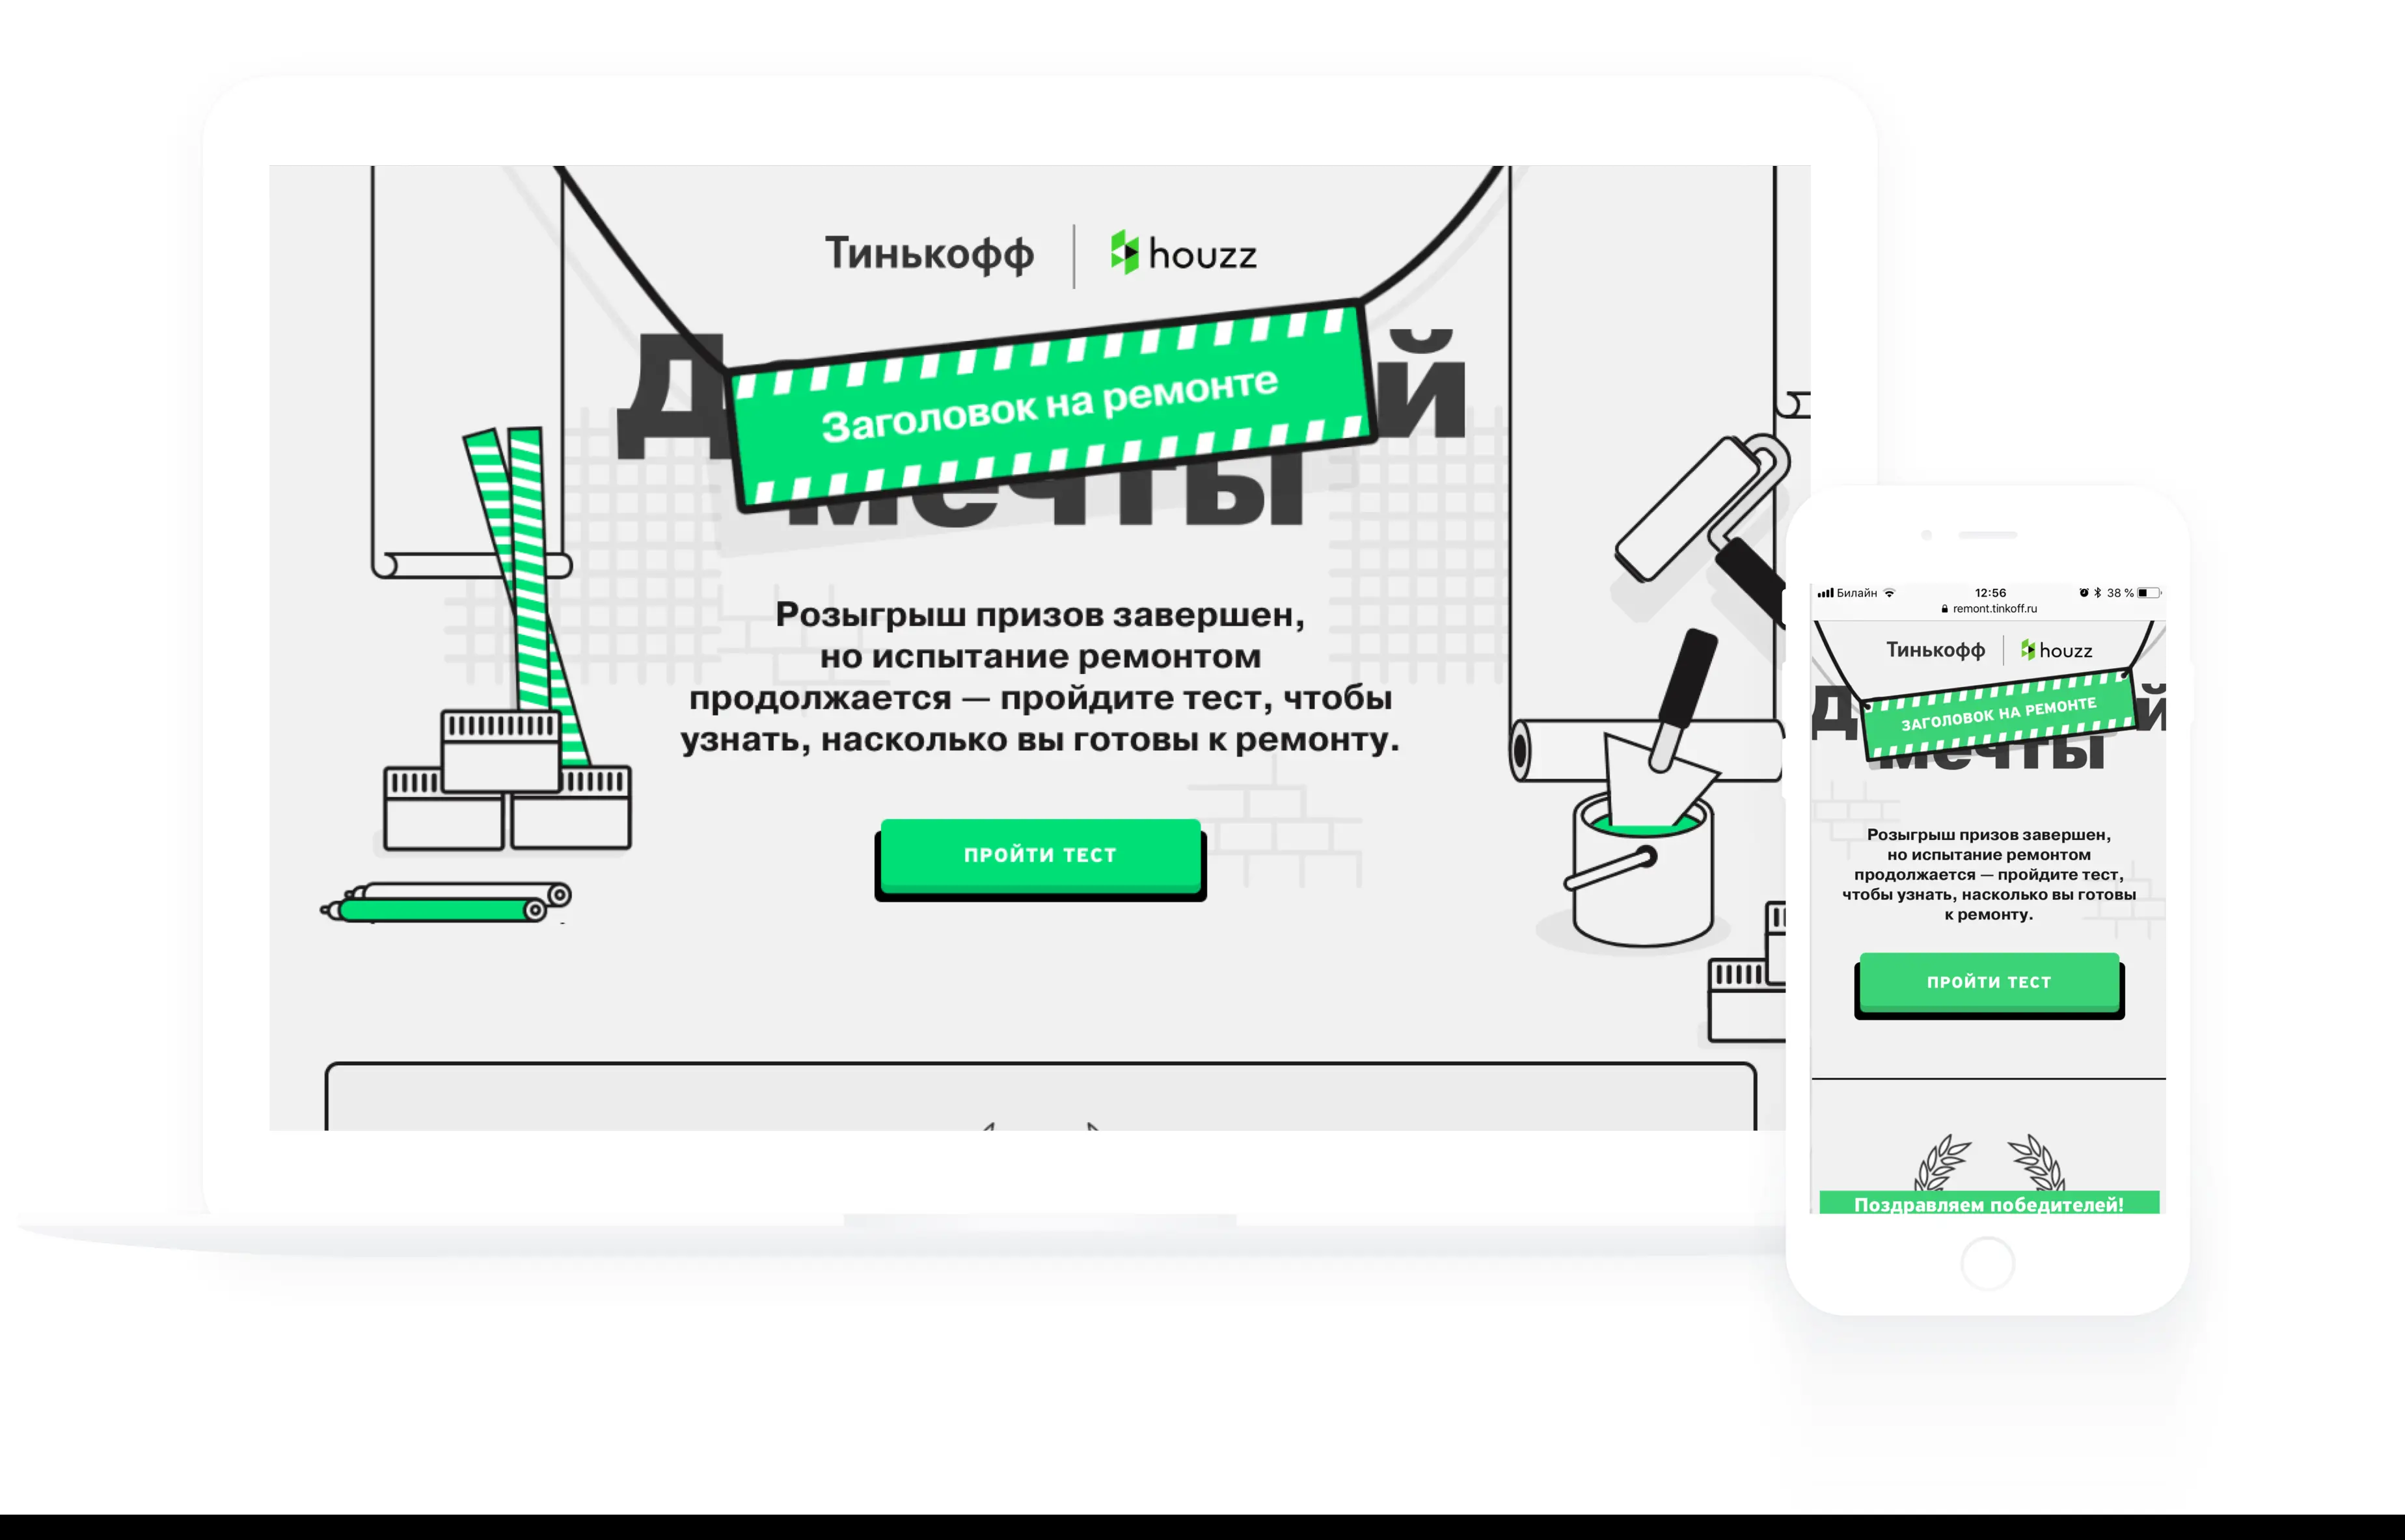 Тинькофф | houzz
Заголовок на ремонте
мечты
Розыгрыш призов завершен,
но испытание ремонтом
продолжается — пройдите тест, чтобы
узнать, насколько вы готовы к ремонту.
ПРОЙТИ ТЕСТ
Билайн 12:56 38 %
remont.tinkoff.ru
Тинькофф | houzz
ЗАГОЛОВОК НА РЕМОНТЕ
мечты
Розыгрыш призов завершен,
но испытание ремонтом
продолжается — пройдите тест,
чтобы узнать, насколько вы готовы
к ремонту.
ПРОЙТИ ТЕСТ
Поздравляем победителей!